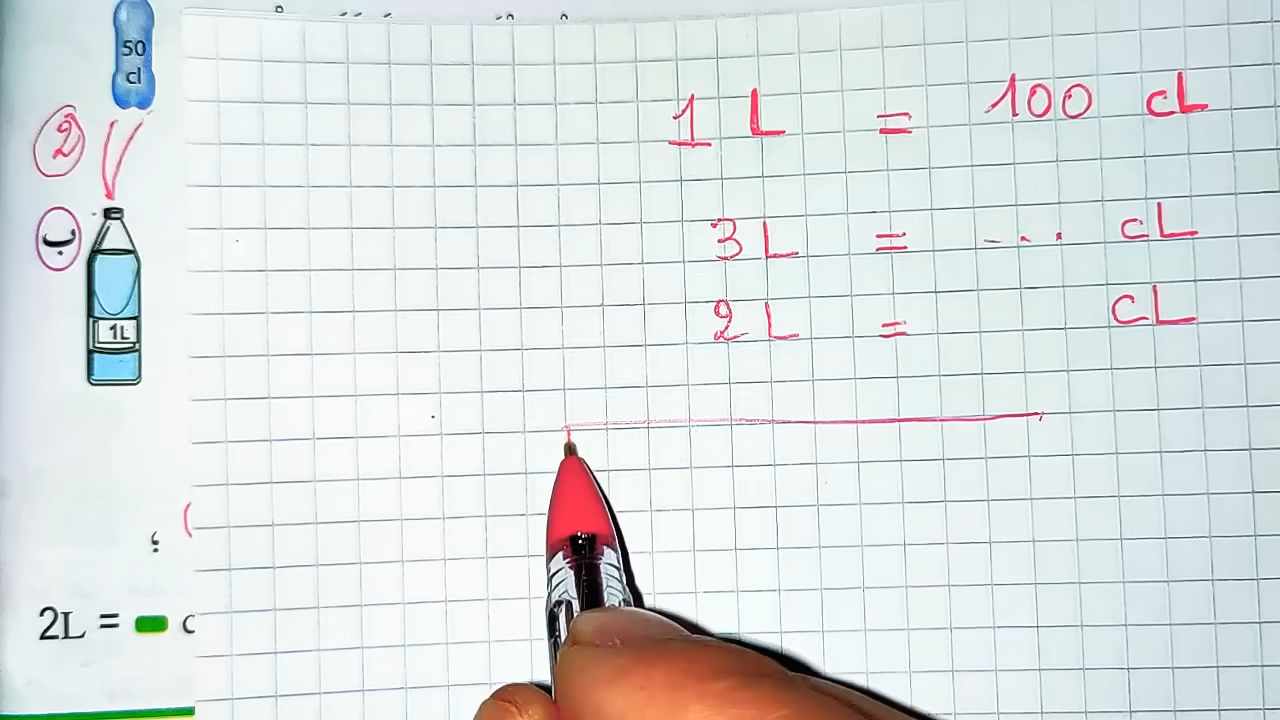 50
cl
2
ب
1L
1 L = 100 cL
3 L = ... cL
2 L = cL
؛
2L = c